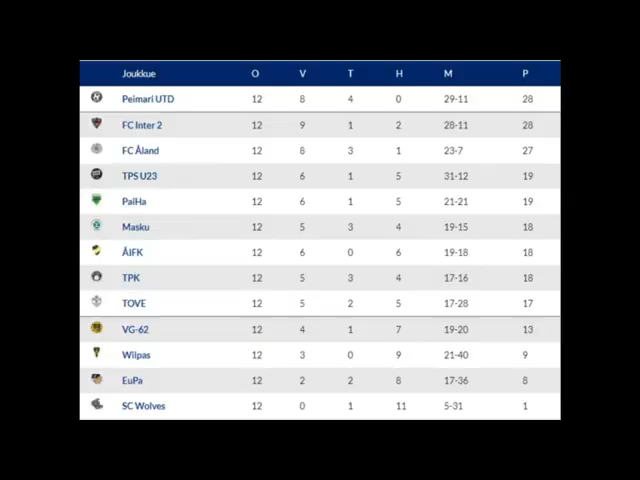 Joukkue O V T H M P
Peimari UTD 12 8 4 0 29-11 28
FC Inter 2 12 9 1 2 28-11 28
FC Åland 12 8 3 1 23-7 27
TPS U23 12 6 1 5 31-12 19
PaiHa 12 6 1 5 21-21 19
Masku 12 5 3 4 19-15 18
ÅIFK 12 6 0 6 19-18 18
TPK 12 5 3 4 17-16 18
TOVE 12 5 2 5 17-28 17
VG-62 12 4 1 7 19-20 13
Wilpas 12 3 0 9 21-40 9
EuPa 12 2 2 8 17-36 8
SC Wolves 12 0 1 11 5-31 1